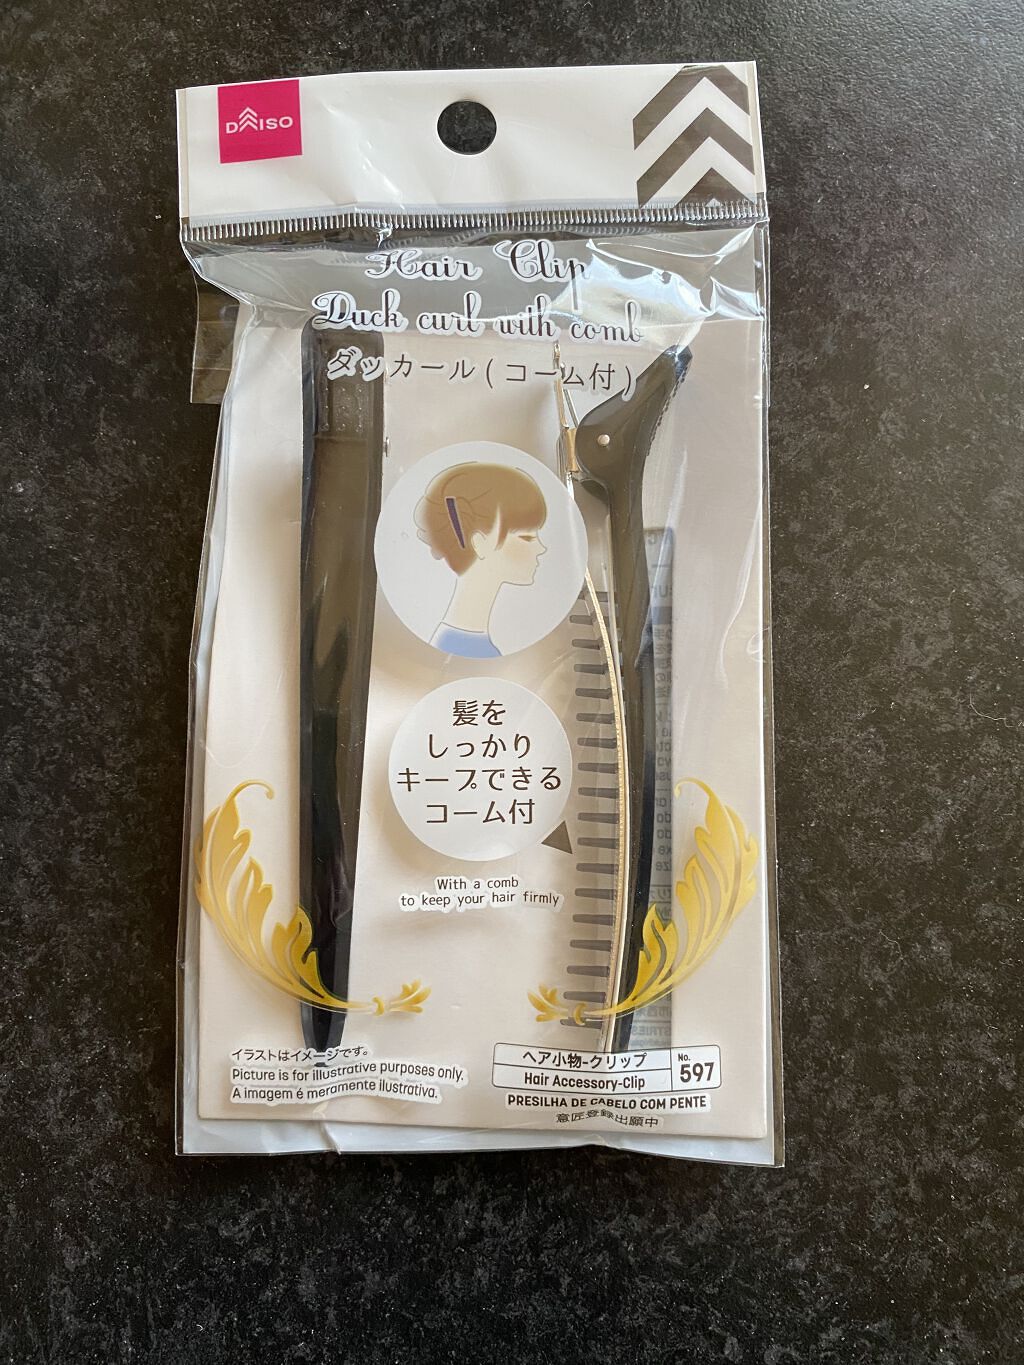 DAISO
Hair Clip
Duck curl with comb
ダッカール(コーム付)
髪を
しっかり
キープできる
コーム付
With a comb
to keep your hair firmly
イラストはイメージです。
Picture is for illustrative purposes only.
A imagem é meramente ilustrativa.
ヘア小物-クリップ
Hair Accessory-Clip
No.
597
PRESILHA DE CABELO COM PENTE
意匠登録出願中